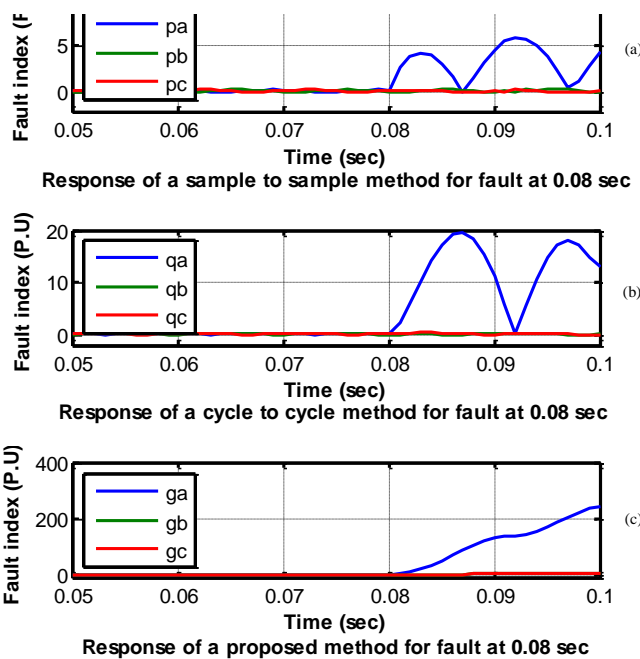 pa
pb
pc
Fault index (
5
0
0.05 0.06 0.07 0.08 0.09 0.1
Time (sec)
Response of a sample to sample method for fault at 0.08 sec
(a)
Fault index (P.U)
20
10
0
qa
qb
qc
0.05 0.06 0.07 0.08 0.09 0.1
Time (sec)
Response of a cycle to cycle method for fault at 0.08 sec
(b)
Fault index (P.U)
400
200
0
ga
gb
gc
0.05 0.06 0.07 0.08 0.09 0.1
Time (sec)
Response of a proposed method for fault at 0.08 sec
(c)